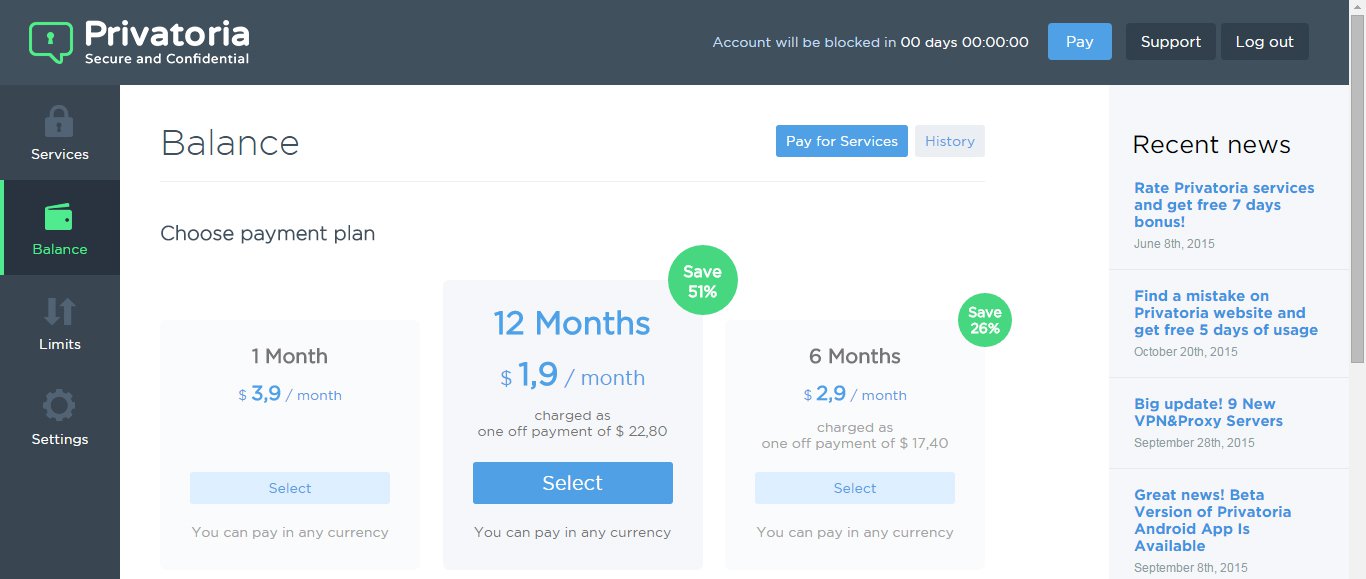 Privatoria
Secure and Confidential
Account will be blocked in 00 days 00:00:00
Pay
Support
Log out
Services
Balance
Limits
Settings
Balance
Pay for Services
History
Choose payment plan
1 Month
$ 3,9 / month
Select
You can pay in any currency
Save
51%
12 Months
$ 1,9 / month
charged as
one off payment of $ 22,80
Select
You can pay in any currency
Save
26%
6 Months
$ 2,9 / month
charged as
one off payment of $ 17,40
Select
You can pay in any currency
Recent news
Rate Privatoria services
and get free 7 days
bonus!
June 8th, 2015
Find a mistake on
Privatoria website and
get free 5 days of usage
October 20th, 2015
Big update! 9 New
VPN&Proxy Servers
September 28th, 2015
Great news! Beta
Version of Privatoria
Android App Is
Available
September 8th, 2015